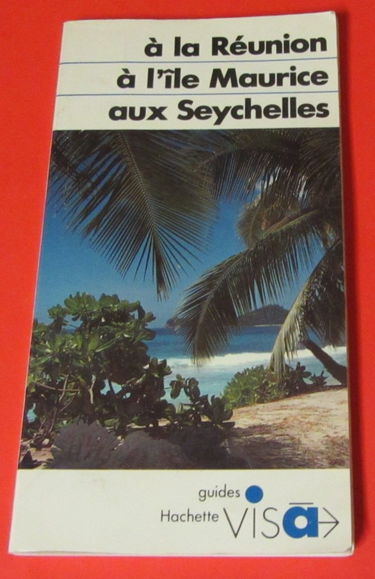 à la Réunion
à l'île Maurice
aux Seychelles
guides
Hachette VISA